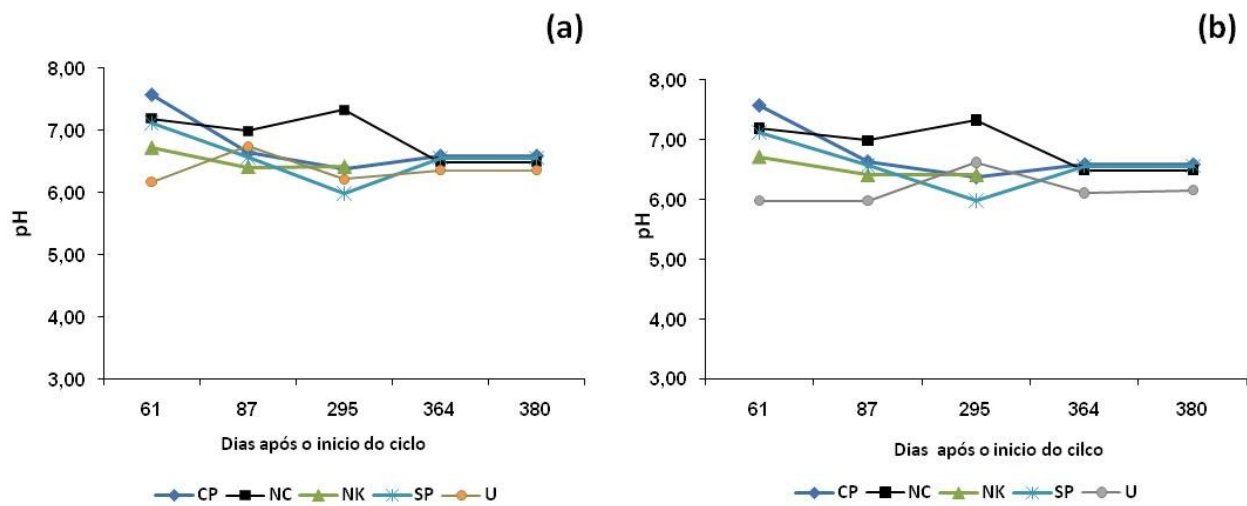 (a)
8,00
7,00
6,00
5,00
4,00
3,00
pH
61 87 295 364 380
Dias após o inicio do ciclo
CP NC NK SP U
(b)
8,00
7,00
6,00
5,00
4,00
3,00
pH
61 87 295 364 380
Dias após o inicio do cilco
CP NC NK SP U